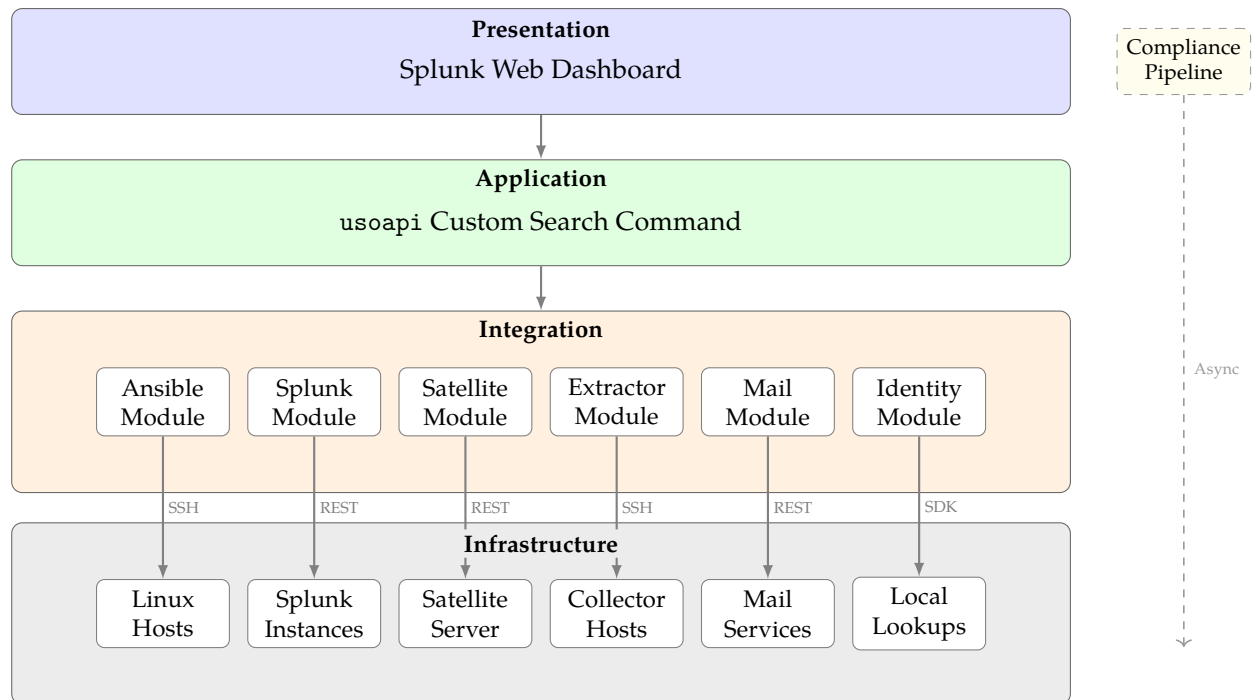 Presentation
Splunk Web Dashboard
Compliance
Pipeline
Application
usoapi Custom Search Command
Integration
Ansible
Module
Splunk
Module
Satellite
Module
Extractor
Module
Mail
Module
Identity
Module
Async
SSH
REST
REST
SSH
REST
SDK
Infrastructure
Linux
Hosts
Splunk
Instances
Satellite
Server
Collector
Hosts
Mail
Services
Local
Lookups